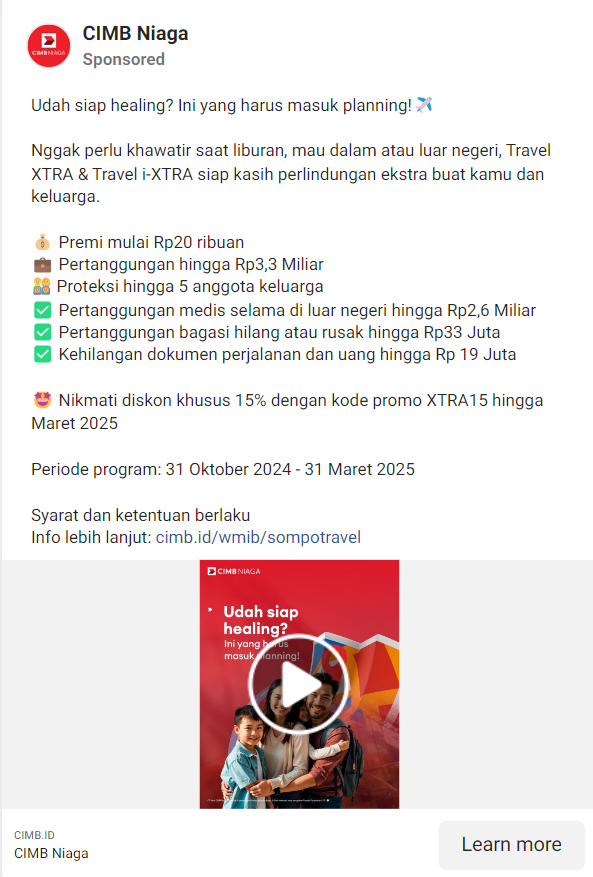 CIMB Niaga
CIMB NIAGA
Sponsored
Udah siap healing? Ini yang harus masuk planning! ✈️
Nggak perlu khawatir saat liburan, mau dalam atau luar negeri, Travel
XTRA & Travel i-XTRA siap kasih perlindungan ekstra buat kamu dan
keluarga.
💰 Premi mulai Rp20 ribuan
💼 Pertanggungan hingga Rp3,3 Miliar
👨‍👩‍👧‍👦 Proteksi hingga 5 anggota keluarga
✅ Pertanggungan medis selama di luar negeri hingga Rp2,6 Miliar
✅ Pertanggungan bagasi hilang atau rusak hingga Rp33 Juta
✅ Kehilangan dokumen perjalanan dan uang hingga Rp 19 Juta
🤩 Nikmati diskon khusus 15% dengan kode promo XTRA15 hingga
Maret 2025
Periode program: 31 Oktober 2024 - 31 Maret 2025
Syarat dan ketentuan berlaku
Info lebih lanjut: cimb.id/wmib/sompotravel
CIMB NIAGA
Udah siap
healing?
Ini yang harus
masuk planning!
CIMB.ID
CIMB Niaga
Learn more